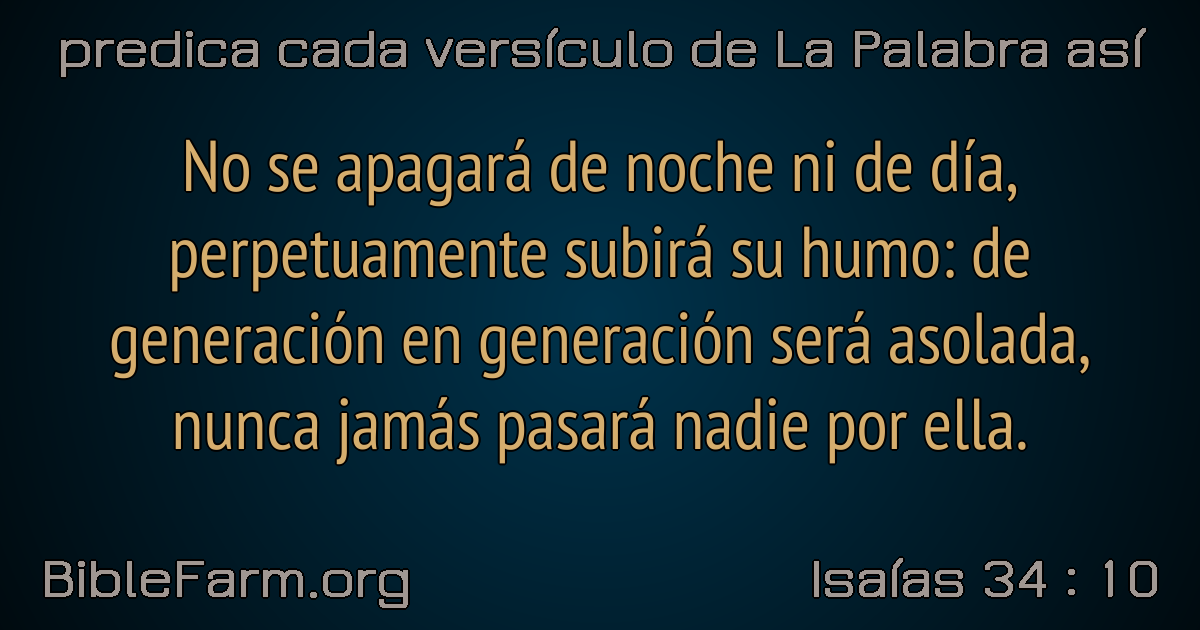 predica cada versículo de La Palabra así
No se apagará de noche ni de día,
perpetuamente subirá su humo: de
generación en generación será asolada,
nunca jamás pasará nadie por ella.
BibleFarm.org
Isaías 34 : 10